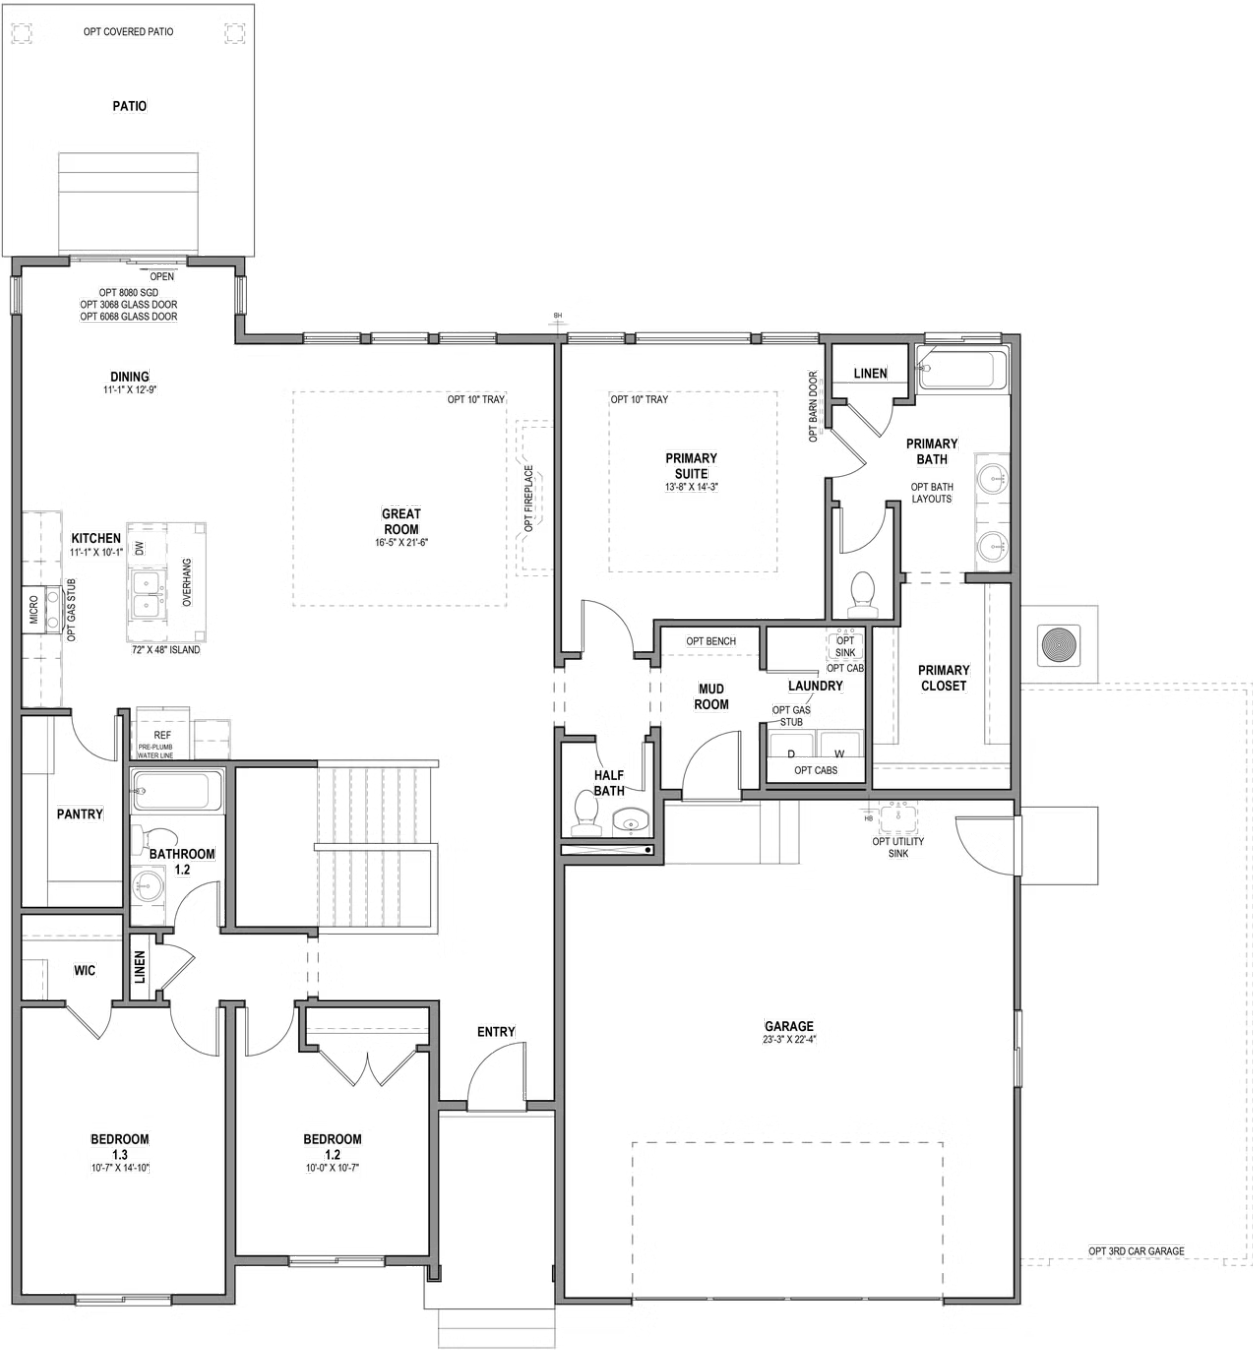 OPT COVERED PATIO
PATIO
OPEN
OPT 8080 SGD
OPT 3068 GLASS DOOR
OPT 6068 GLASS DOOR
BH
DINING
11'-1" X 12'-9"
OPT 10" TRAY
OPT 10" TRAY
OPT BARN DOOR
LINEN
PRIMARY
BATH
OPT BATH
LAYOUTS
PRIMARY
SUITE
13'-8" X 14'-3"
OPT FIREPLACE
GREAT
ROOM
16'-5" X 21'-6"
KITCHEN
11'-1" X 10'-1"
DW
OVERHANG
MICRO
OPT GAS STUB
72" X 48" ISLAND
OPT BENCH
OPT
SINK
OPT CAB
MUD
ROOM
LAUNDRY
OPT GAS
STUB
PRIMARY
CLOSET
REF
PRE-PLUMB
WATER LINE
D
W
OPT CABS
HALF
BATH
PANTRY
BATHROOM
1.2
HB
OPT UTILITY
SINK
WIC
LINEN
ENTRY
GARAGE
23'-3" X 22'-4"
BEDROOM
1.3
10'-7" X 14'-10"
BEDROOM
1.2
10'-0" X 10'-7"
OPT 3RD CAR GARAGE